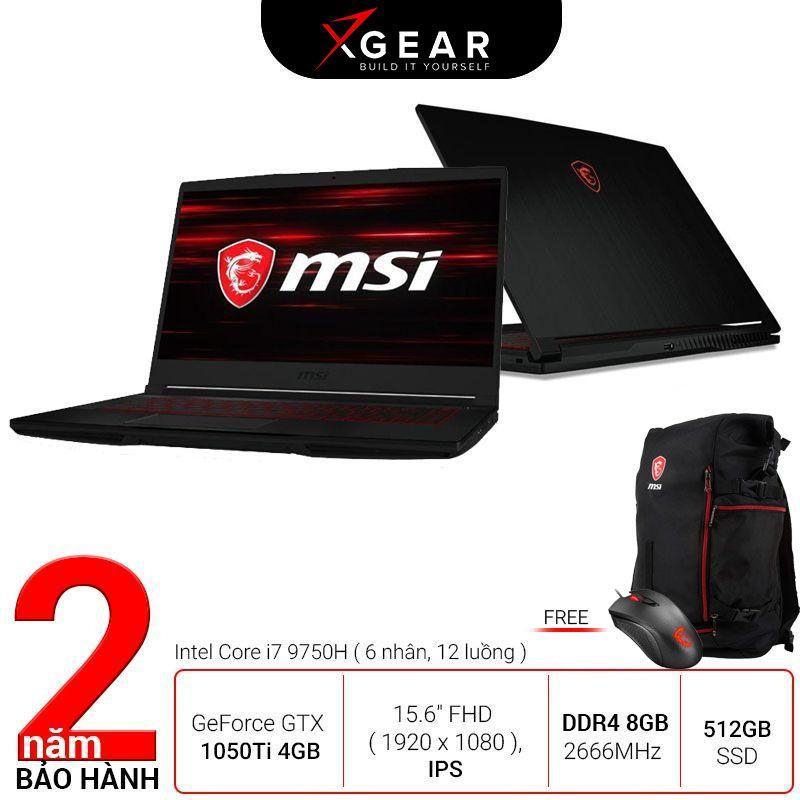 XGEAR
BUILD IT YOURSELF
msi
msi
msi
FREE
2
năm
BẢO HÀNH
Intel Core i7 9750H ( 6 nhân, 12 luồng )
GeForce GTX
1050Ti 4GB
15.6" FHD
( 1920 x 1080 ),
IPS
DDR4 8GB
2666MHz
512GB
SSD